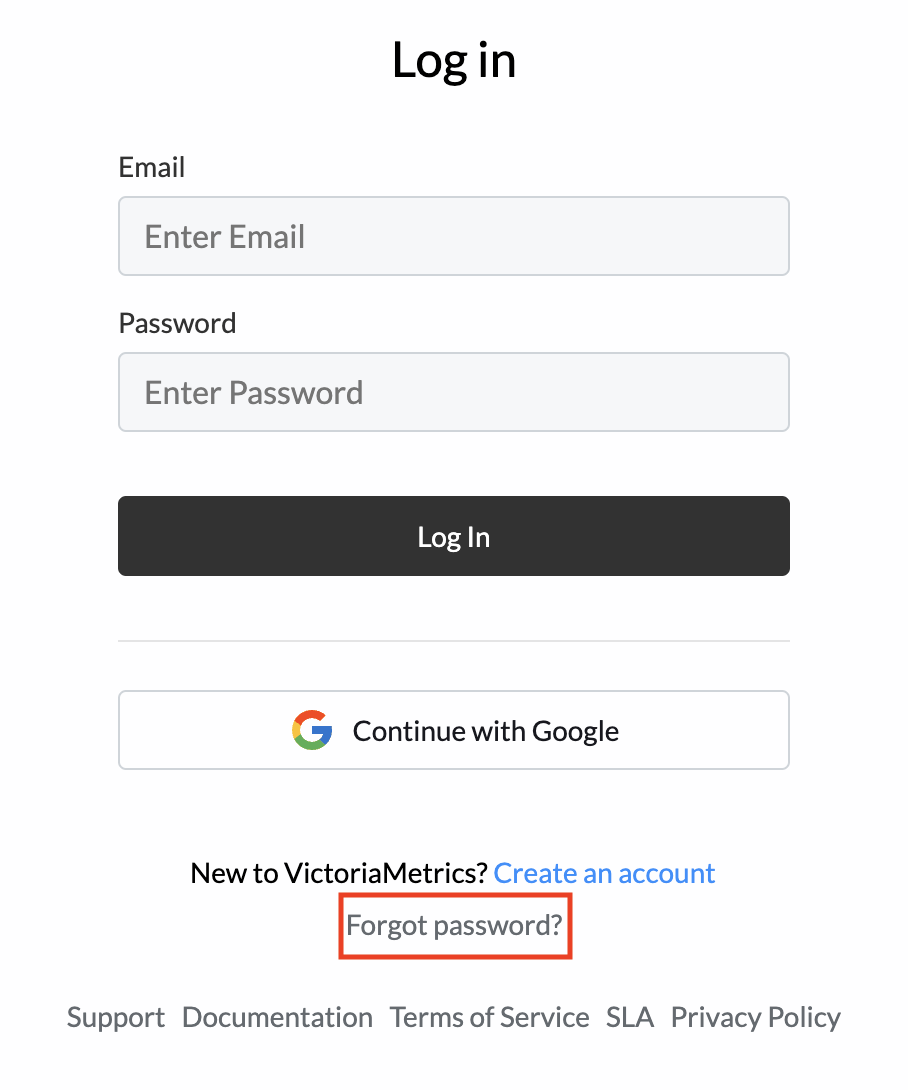 Log in
Email
Enter Email
Password
Enter Password
Log In
Continue with Google
New to VictoriaMetrics? Create an account
Forgot password?
Support Documentation Terms of Service SLA Privacy Policy